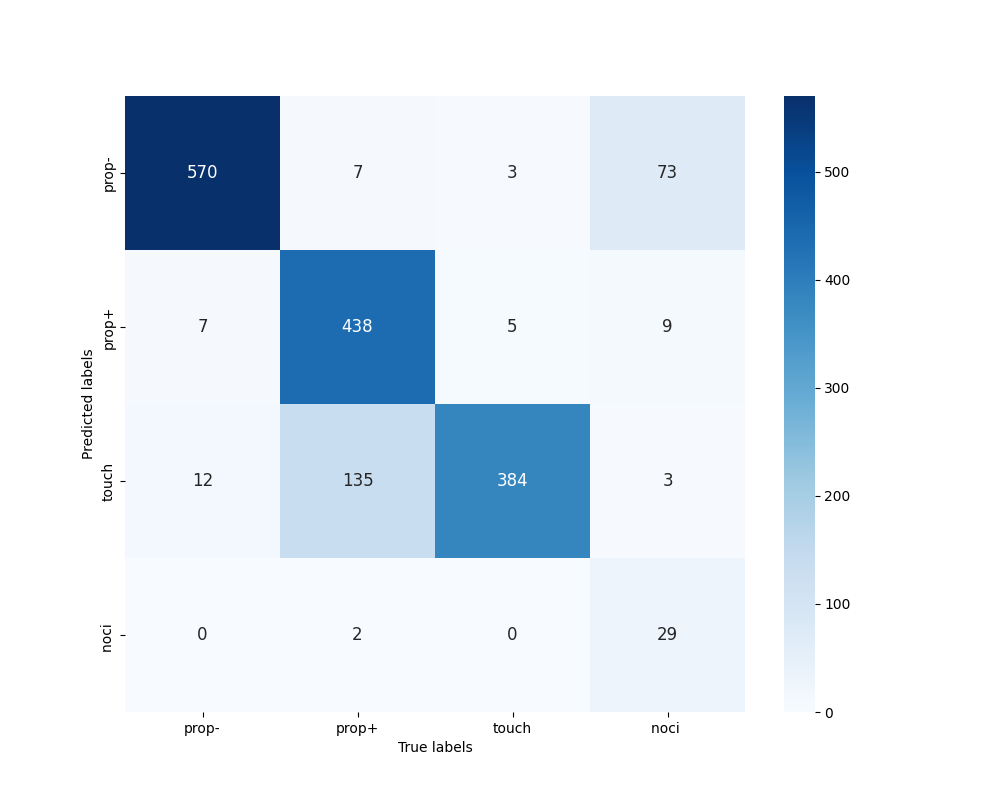 prop-
570 7 3 73
prop+
7 438 5 9
touch
12 135 384 3
noci
0 2 0 29
Predicted labels
prop- prop+ touch noci
True labels
500
400
300
200
100
0